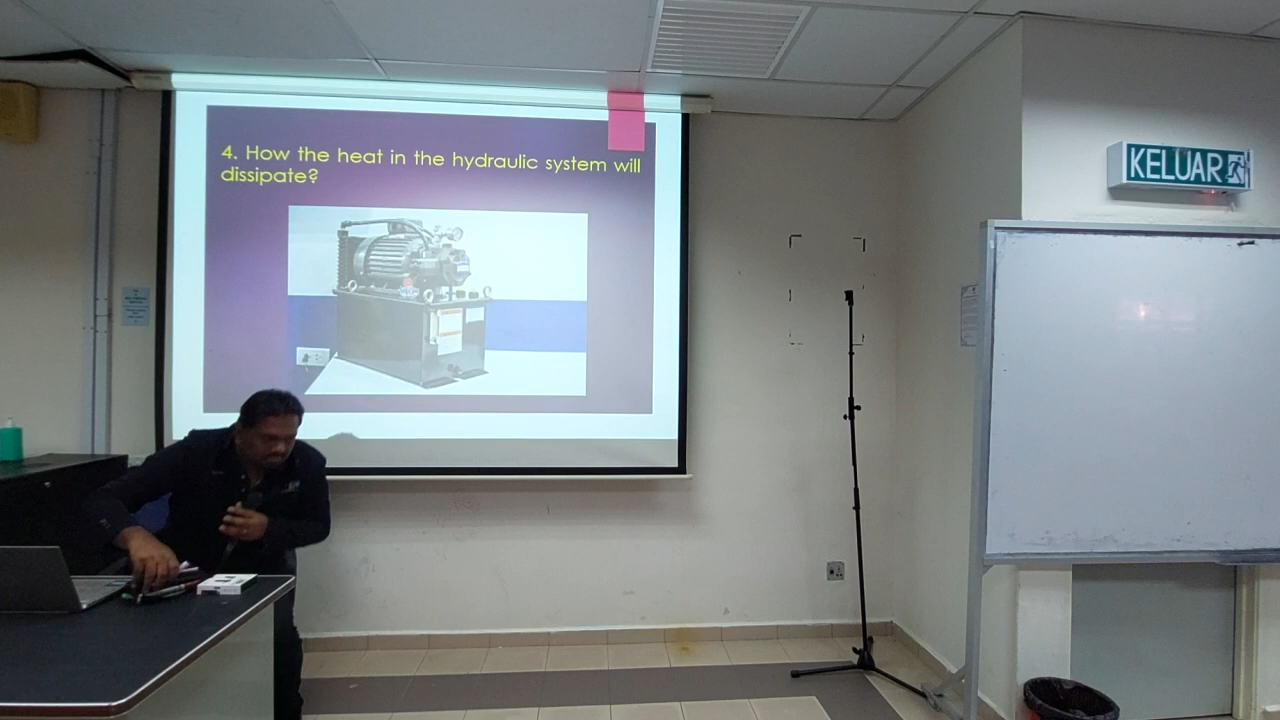 4. How the heat in the hydraulic system will
dissipate?
KELUAR